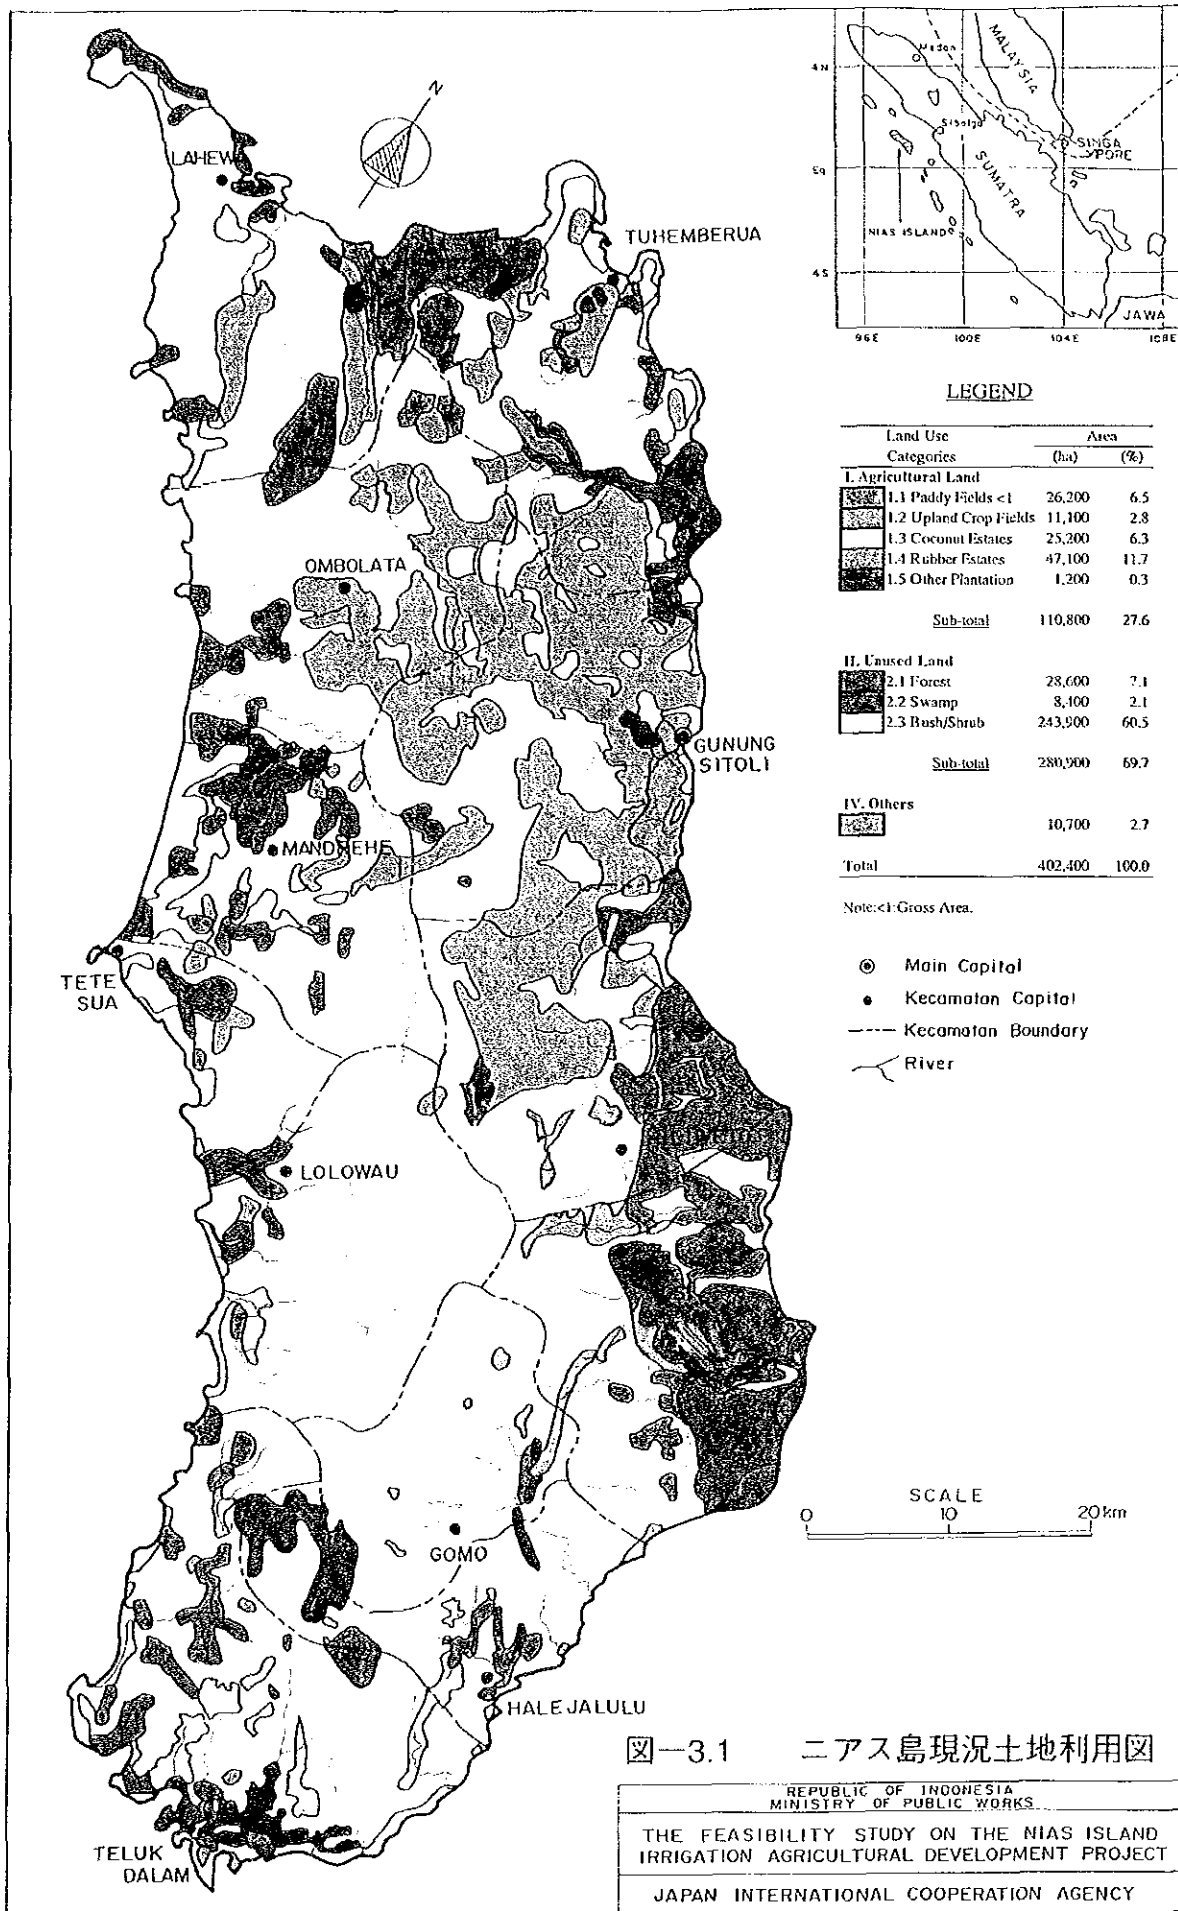 N
LAHEW
TUHEMBERUA
OMBOLATA
GUNUNG
SITOLI
MANDREHE
TETE
SUA
LOLOWAU
GOMO
HALEJALULU
TELUK
DALAM
Medan
MALAYSIA
Sibolga
SINGA
PORE
SUMATRA
NIAS ISLAND
JAWA
4N
EQ
4S
96E 100E 104E 108E
LEGEND
Land Use Area
Categories (ha) (%)
I. Agricultural Land
1.1 Paddy Fields <1 26,200 6.5
1.2 Upland Crop Fields 11,100 2.8
1.3 Coconut Estates 25,200 6.3
1.4 Rubber Estates 47,100 11.7
1.5 Other Plantation 1,200 0.3
Sub-total 110,800 27.6
II. Unused Land
2.1 Forest 28,600 7.1
2.2 Swamp 8,400 2.1
2.3 Bush/Shrub 243,900 60.5
Sub-total 280,900 69.7
IV. Others
10,700 2.7
Total 402,400 100.0
Note:<1:Gross Area.
Main Capital
Kecamatan Capital
Kecamatan Boundary
River
SCALE
0 10 20km
図—3.1 ニアス島現況土地利用図
REPUBLIC OF INDONESIA
MINISTRY OF PUBLIC WORKS
THE FEASIBILITY STUDY ON THE NIAS ISLAND
IRRIGATION AGRICULTURAL DEVELOPMENT PROJECT
JAPAN INTERNATIONAL COOPERATION AGENCY